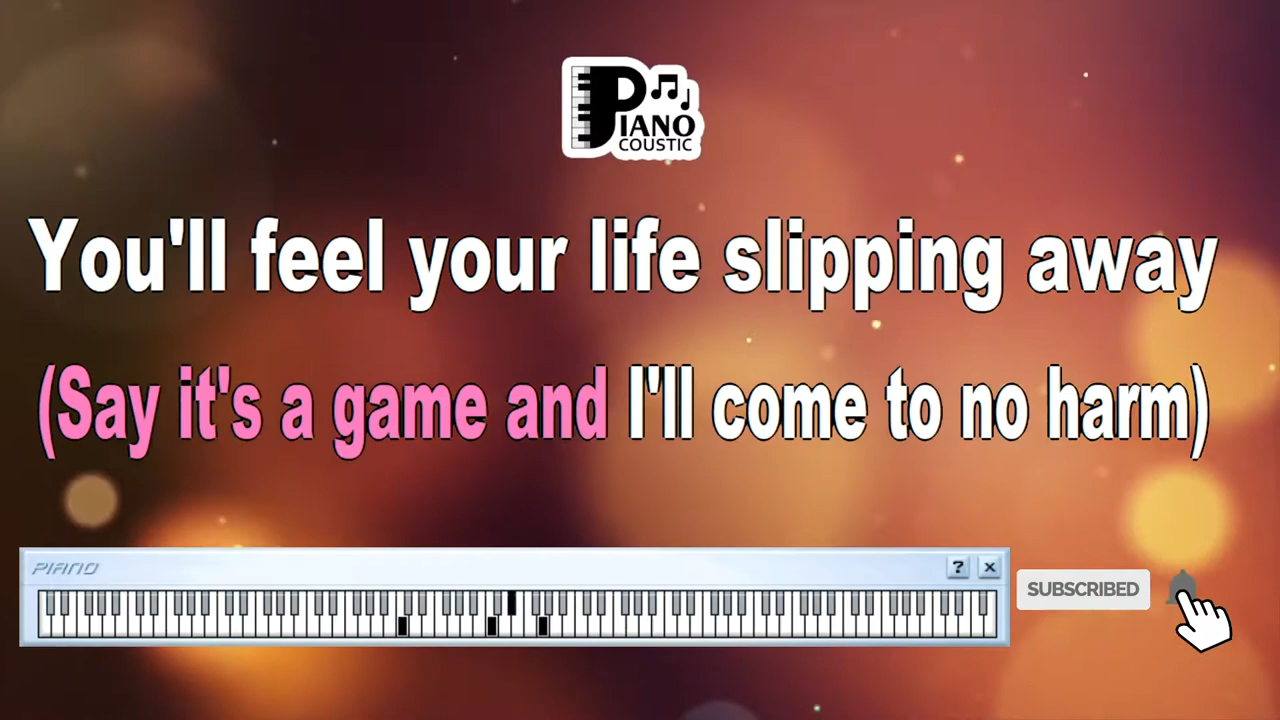 PIANO
COUSTIC
You'll feel your life slipping away
(Say it's a game and I'll come to no harm)
PIANO
?
×
SUBSCRIBED